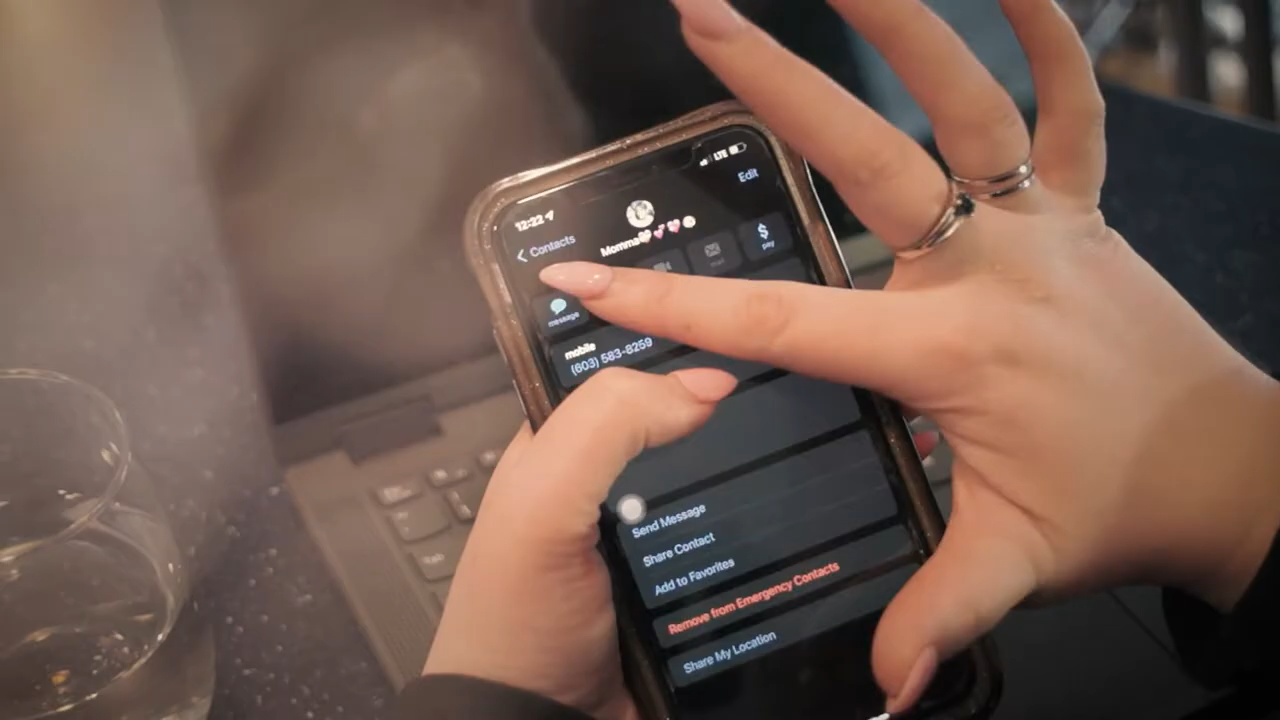 12:22
LTE
Contacts
Edit
Momma
message
mail
pay
mobile
(603) 583-8259
Send Message
Share Contact
Add to Favorites
Remove from Emergency Contacts
Share My Location
tab